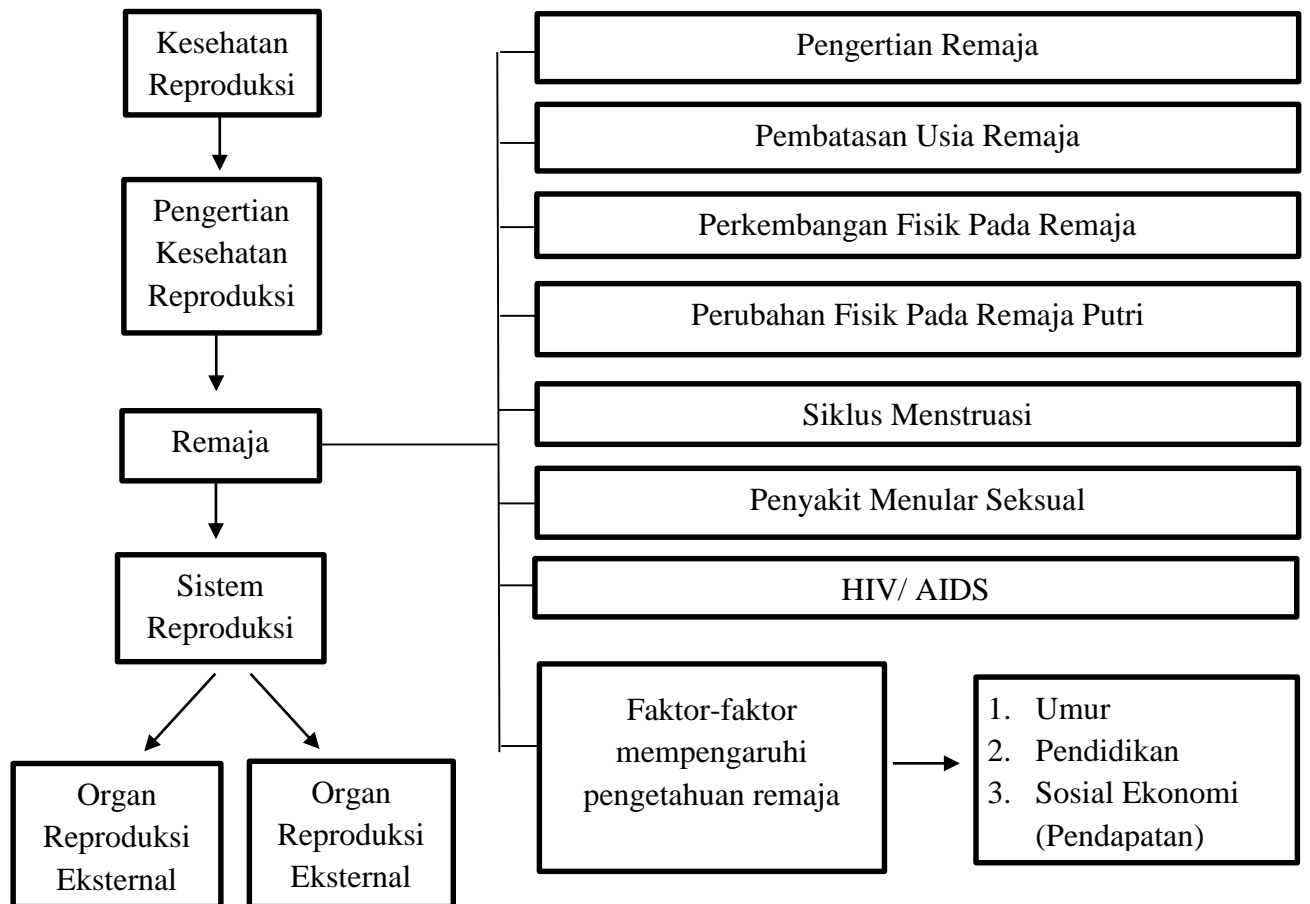 Kesehatan
Reproduksi
Pengertian
Kesehatan
Reproduksi
Remaja
Sistem
Reproduksi
Organ
Reproduksi
Eksternal
Organ
Reproduksi
Eksternal
Pengertian Remaja
Pembatasan Usia Remaja
Perkembangan Fisik Pada Remaja
Perubahan Fisik Pada Remaja Putri
Siklus Menstruasi
Penyakit Menular Seksual
HIV/ AIDS
Faktor-faktor
mempengaruhi
pengetahuan remaja
1. Umur
2. Pendidikan
3. Sosial Ekonomi
(Pendapatan)